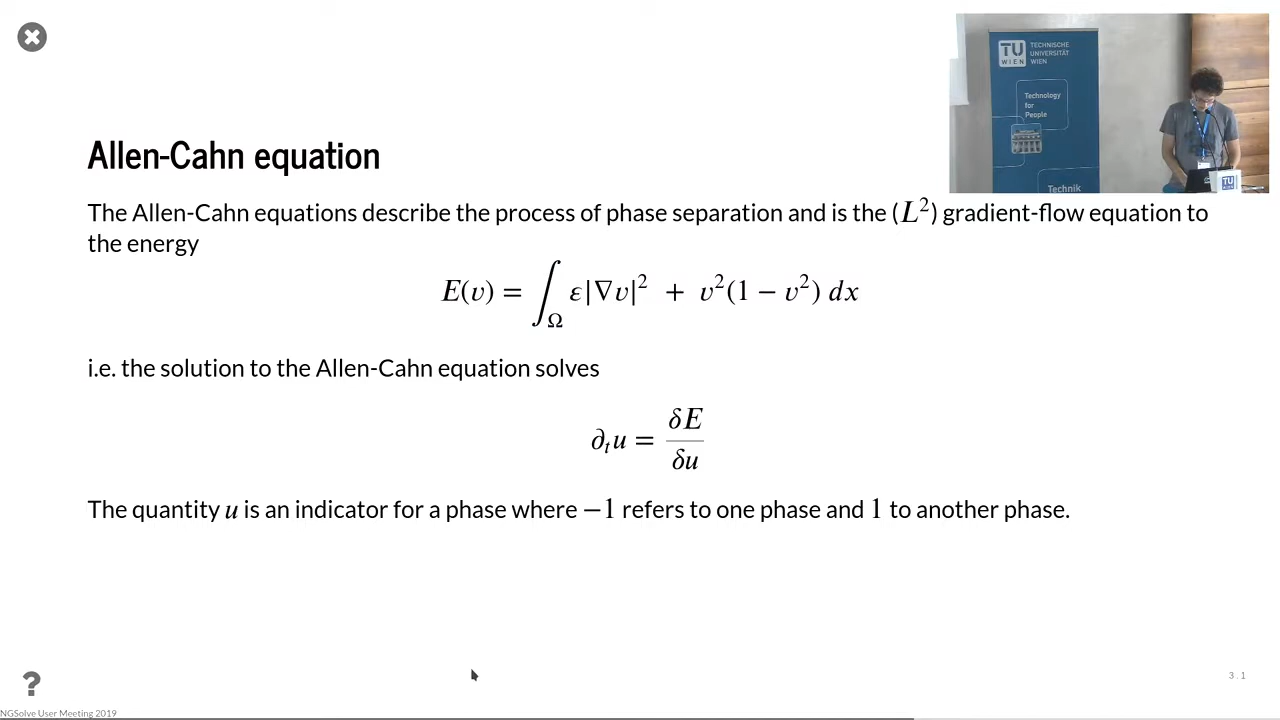 TU
WIEN
TECHNISCHE
UNIVERSITÄT
WIEN
Technology
for
People
Technik
TU
Allen-Cahn equation
The Allen-Cahn equations describe the process of phase separation and is the (L²) gradient-flow equation to
the energy
E(v) = ∫_Ω ε|∇v|² + v²(1 − v²) dx
i.e. the solution to the Allen-Cahn equation solves
∂ₜu = δE/δu
The quantity u is an indicator for a phase where −1 refers to one phase and 1 to another phase.
3.1
?
NGSolve User Meeting 2019